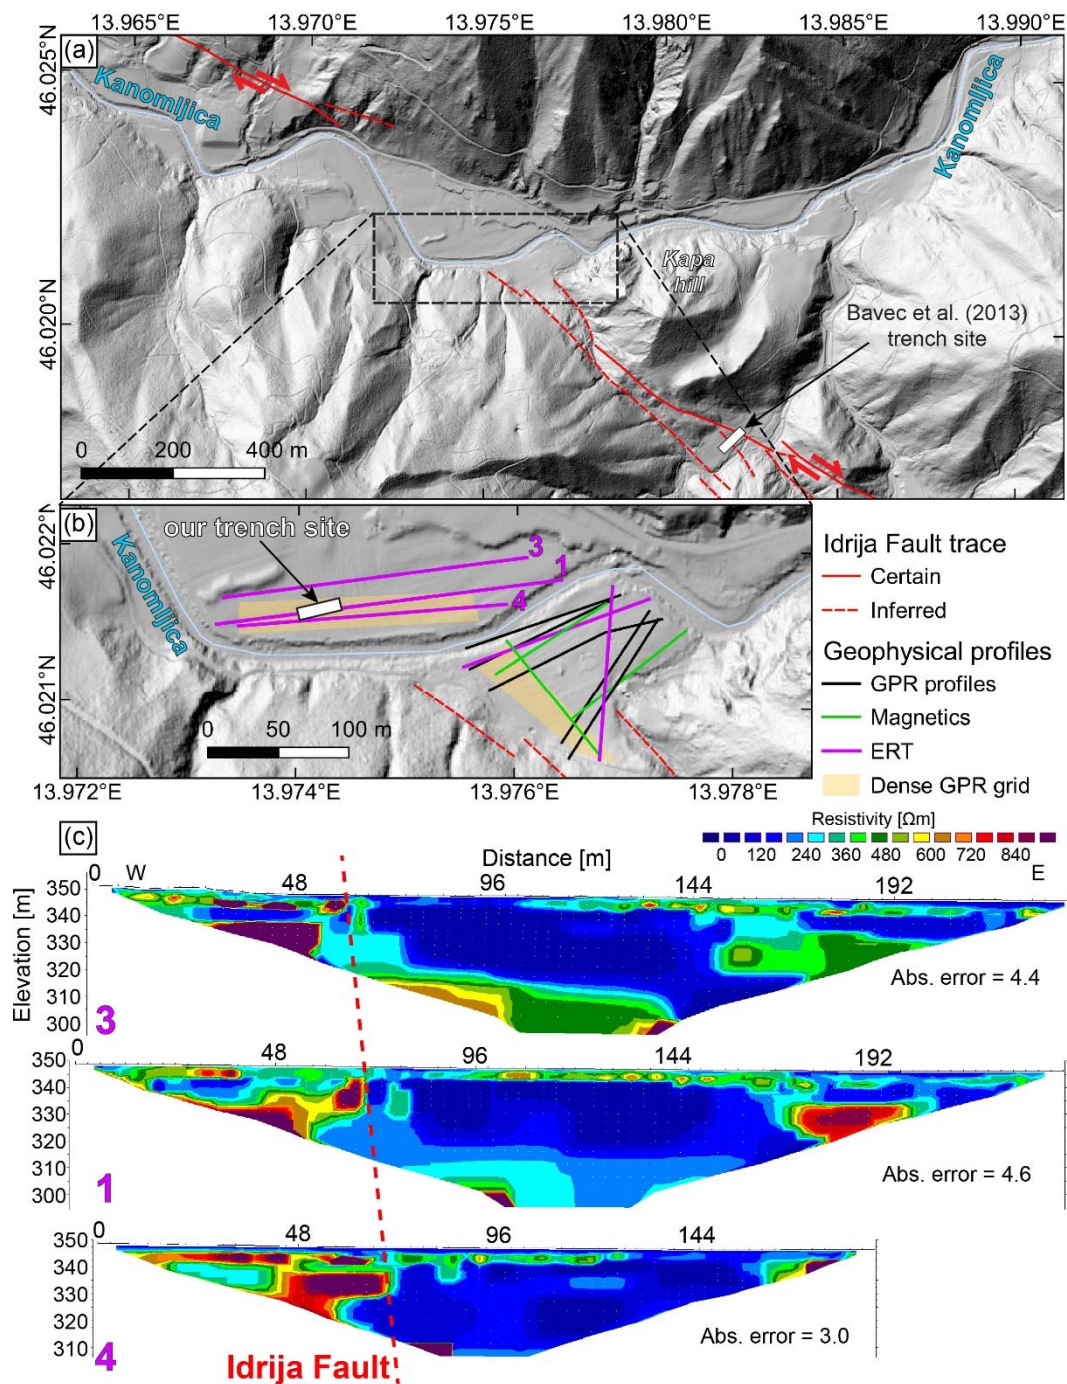 13.965°E 13.970°E 13.975°E 13.980°E 13.985°E 13.990°E
(a)
46.025°N
Kanomljica
Kanomljica
Kapa
hill
46.020°N
Bavec et al. (2013)
trench site
0 200 400 m
(b)
46.022°N
our trench site
3
1
4
Kanomljica
46.021°N
0 50 100 m
13.972°E 13.974°E 13.976°E 13.978°E
Idrija Fault trace
Certain
Inferred
Geophysical profiles
GPR profiles
Magnetics
ERT
Dense GPR grid
(c)
Resistivity [Ωm]
0 120 240 360 480 600 720 840
Distance [m]
0 W 48 96 144 192 E
Elevation [m]
350
340
330
320
310
300
Abs. error = 4.4
3
0 48 96 144 192
350
340
330
320
310
300
Abs. error = 4.6
1
0 48 96 144
350
340
330
320
310
Abs. error = 3.0
4
Idrija Fault